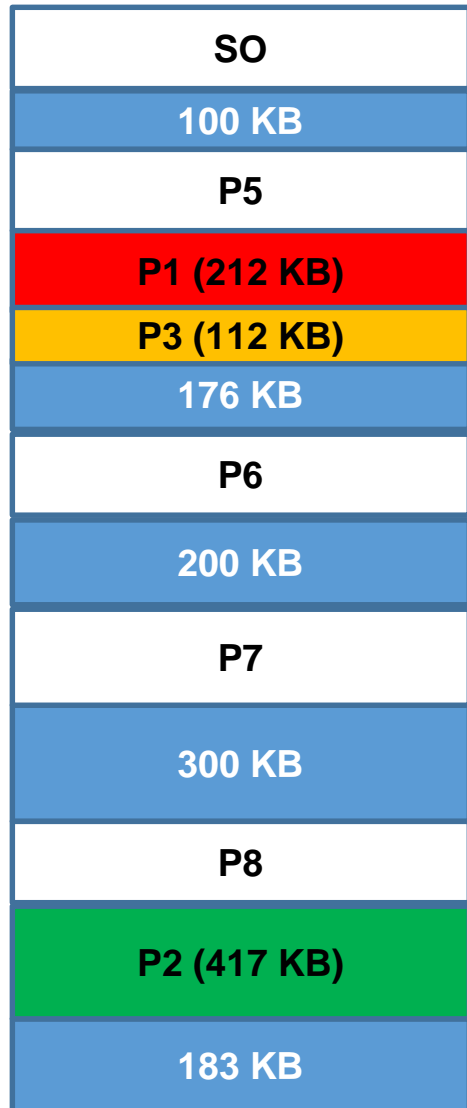 SO
100 KB
P5
P1 (212 KB)
P3 (112 KB)
176 KB
P6
200 KB
P7
300 KB
P8
P2 (417 KB)
183 KB